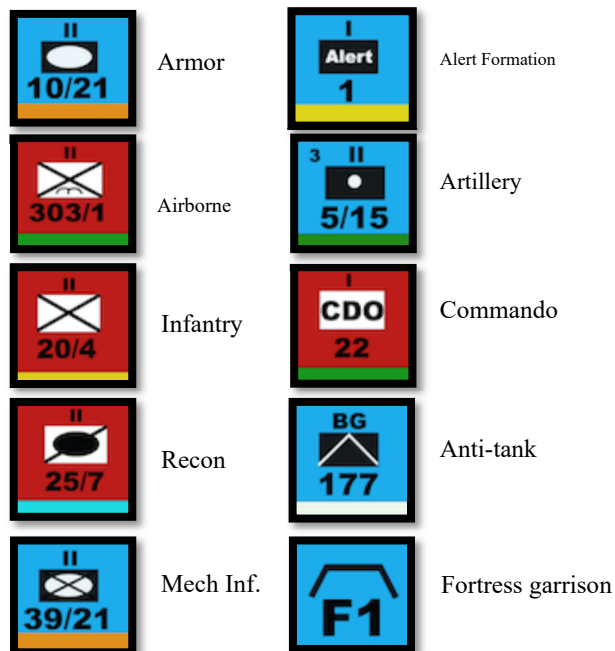 II
10/21
Armor
I
Alert
1
Alert Formation
II
303/1
Airborne
3 II
5/15
Artillery
II
20/4
Infantry
I
CDO
22
Commando
II
25/7
Recon
BG
177
Anti-tank
II
39/21
Mech Inf.
F1
Fortress garrison